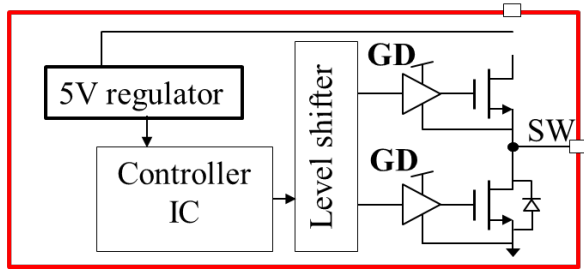 GD
5V regulator
Level shifter
SW
GD
Controller
IC